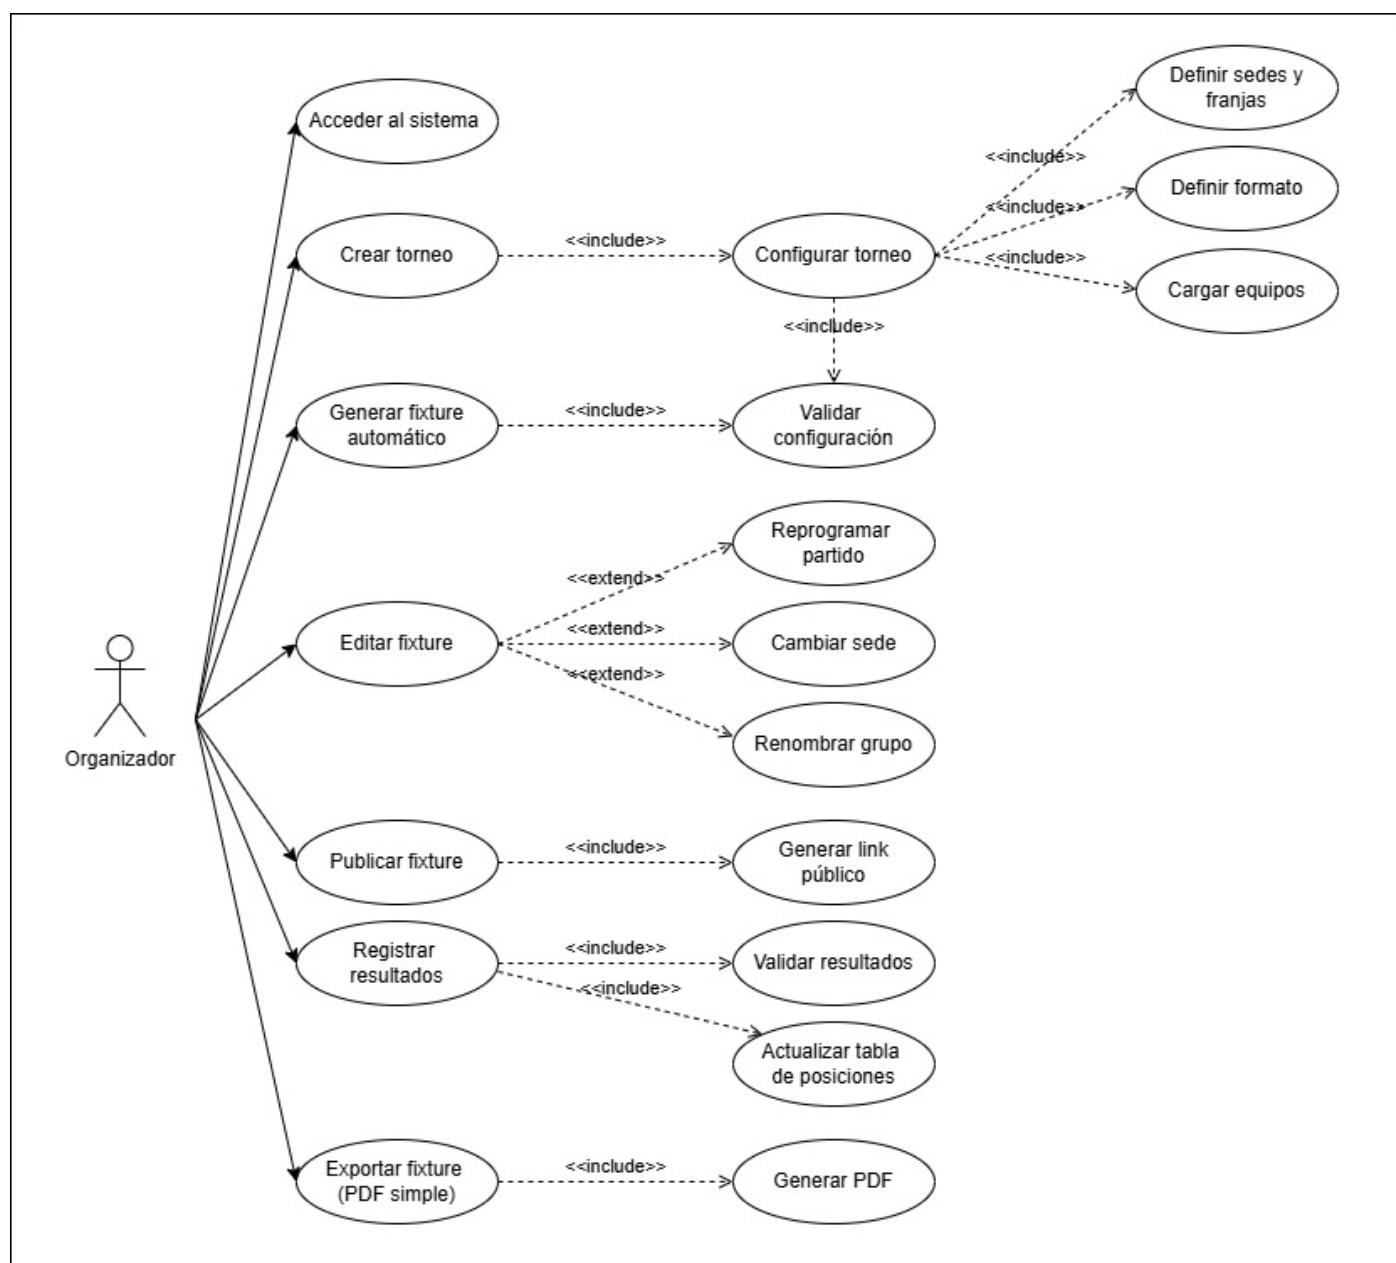 Definir sedes y
franjas
Acceder al sistema
<<include>>
Definir formato
<<include>>
Crear torneo
<<include>>
Configurar torneo
<<include>>
Cargar equipos
<<include>>
Generar fixture
automático
<<include>>
Validar
configuración
Reprogramar
partido
<<extend>>
Editar fixture
<<extend>>
Cambiar sede
<<extend>>
Renombrar grupo
Organizador
Publicar fixture
<<include>>
Generar link
público
Registrar
resultados
<<include>>
Validar resultados
<<include>>
Actualizar tabla
de posiciones
Exportar fixture
(PDF simple)
<<include>>
Generar PDF